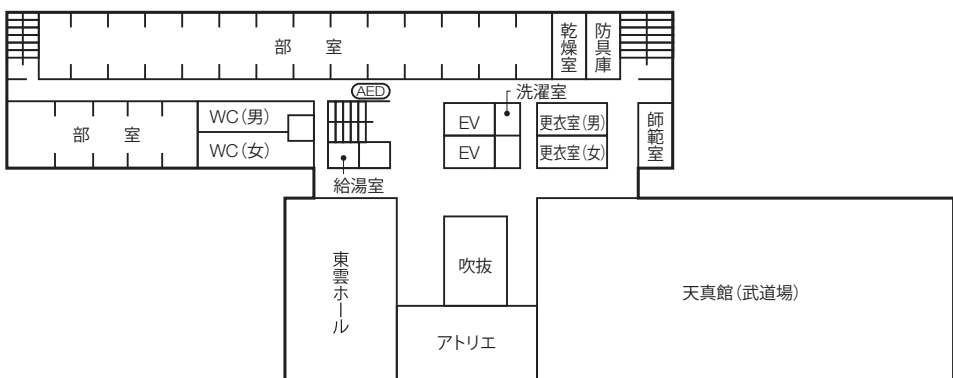 部 室
乾燥室
防具庫
AED
洗濯室
部 室
WC(男)
WC(女)
EV
EV
更衣室(男)
更衣室(女)
師範室
給湯室
東雲ホール
吹抜
アトリエ
天真館(武道場)